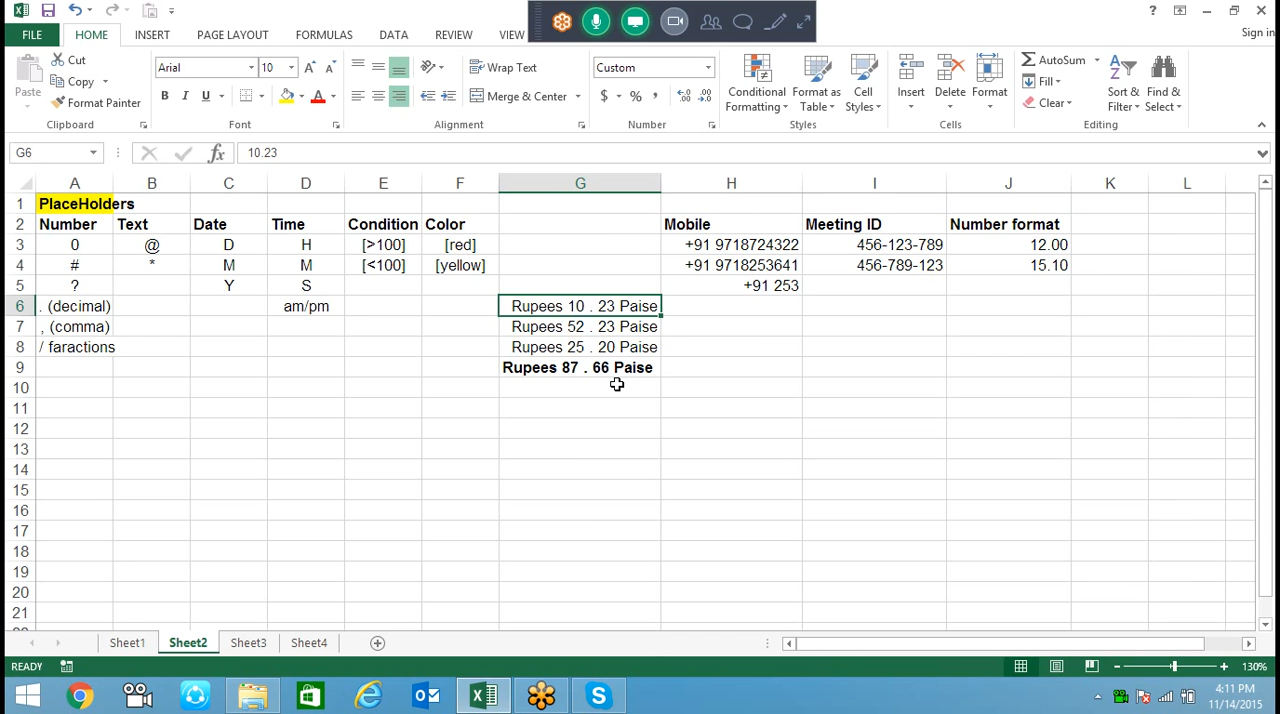 Sign in
FILE HOME INSERT PAGE LAYOUT FORMULAS DATA REVIEW VIEW
Cut
Copy
Format Painter
Paste
Clipboard
Arial 10
B I U
Font
Wrap Text
Merge & Center
Alignment
Custom
$ % ,
Number
Conditional Formatting
Format as Table
Cell Styles
Styles
Insert Delete Format
Cells
AutoSum
Fill
Clear
Sort & Filter
Find & Select
Editing
G6 fx 10.23
A B C D E F G H I J K L
1 PlaceHolders
2 Number Text Date Time Condition Color Mobile Meeting ID Number format
3 0 @ D H [>100] [red] +91 9718724322 456-123-789 12.00
4 # * M M [<100] [yellow] +91 9718253641 456-789-123 15.10
5 ? Y S +91 253
6 . (decimal) am/pm Rupees 10 . 23 Paise
7 , (comma) Rupees 52 . 23 Paise
8 / faractions Rupees 25 . 20 Paise
9 Rupees 87 . 66 Paise
10
11
12
13
14
15
16
17
18
19
20
21
Sheet1 Sheet2 Sheet3 Sheet4
READY 130%
4:11 PM
11/14/2015